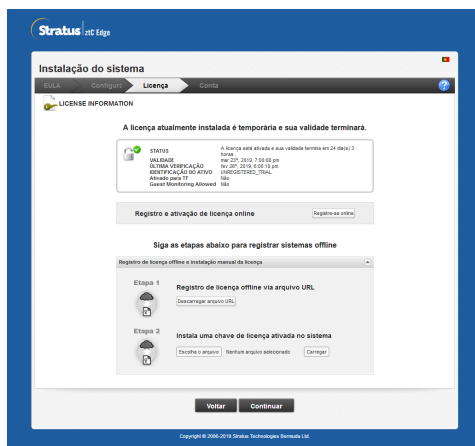 Stratus ztC Edge
Instalação do sistema
EULA Configura Licença Conta
LICENSE INFORMATION
A licença atualmente instalada é temporária e sua validade terminará.
STATUS A licença está ativada e sua validade termina em 24 dia(s) 3 horas .
VALIDADE mar 23º, 2019, 7:00:00 pm
ÚLTIMA VERIFICAÇÃO fev 26º, 2019, 6:00:10 pm
IDENTIFICAÇÃO DO ATIVO UNREGISTERED_TRIAL
Ativado para TF Não
Guest Monitoring Allowed Não
Registro e ativação de licença online Registre-se online
Siga as etapas abaixo para registrar sistemas offline
Registro de licença offline e instalação manual da licença
Etapa 1
Registro de licença offline via arquivo URL
Descarregar arquivo URL
Etapa 2
Instala uma chave de licença ativada no sistema
Escolha o arquivo Nenhum arquivo selecionado Carregar
Voltar Continuar
Copyright © 2006-2019 Stratus Technologies Bermuda Ltd.